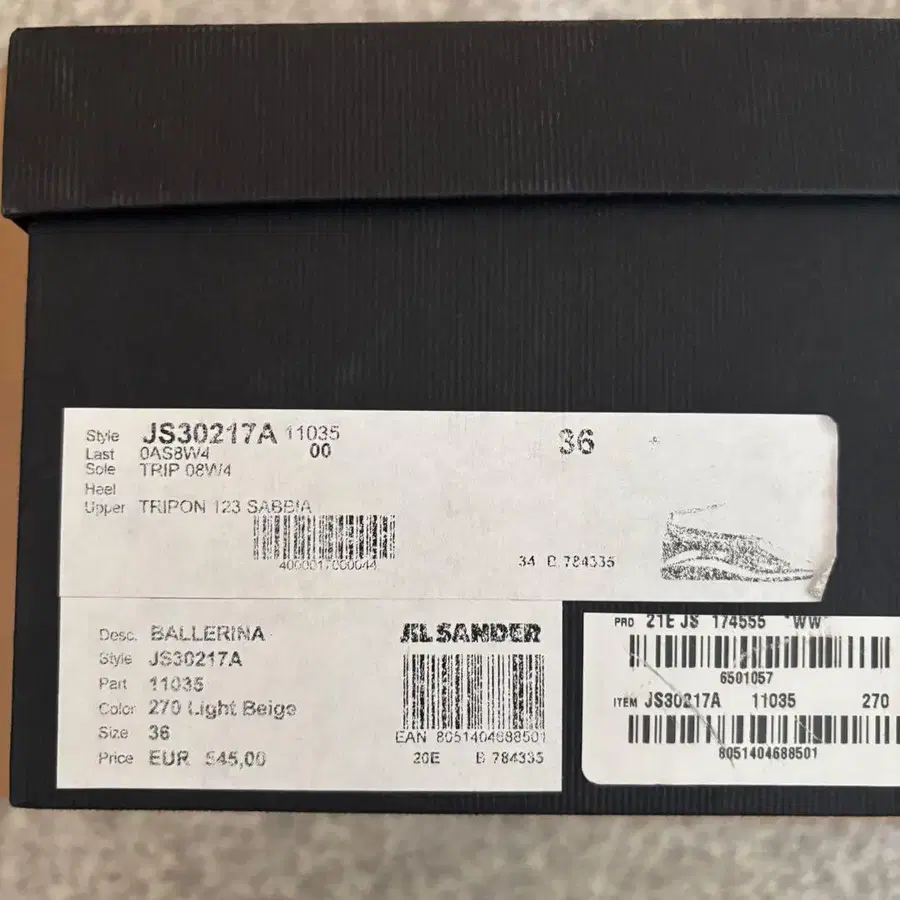 Style JS30217A 11035
Last 0AS8W4 00
Sole TRIP 08W4
Heel
Upper TRIPON 123 SABBIA
4000017000044
36
34 784335
Desc. BALLERINA
Style JS30217A
Part 11035
Color 270 Light Beige
Size 36
Price EUR 545,00
JIL SANDER
EAN 8051404688501
20E B 784335
PRD 21E JS 174555 "WW"
6501057
ITEM JS30217A 11035 270
8051404688501